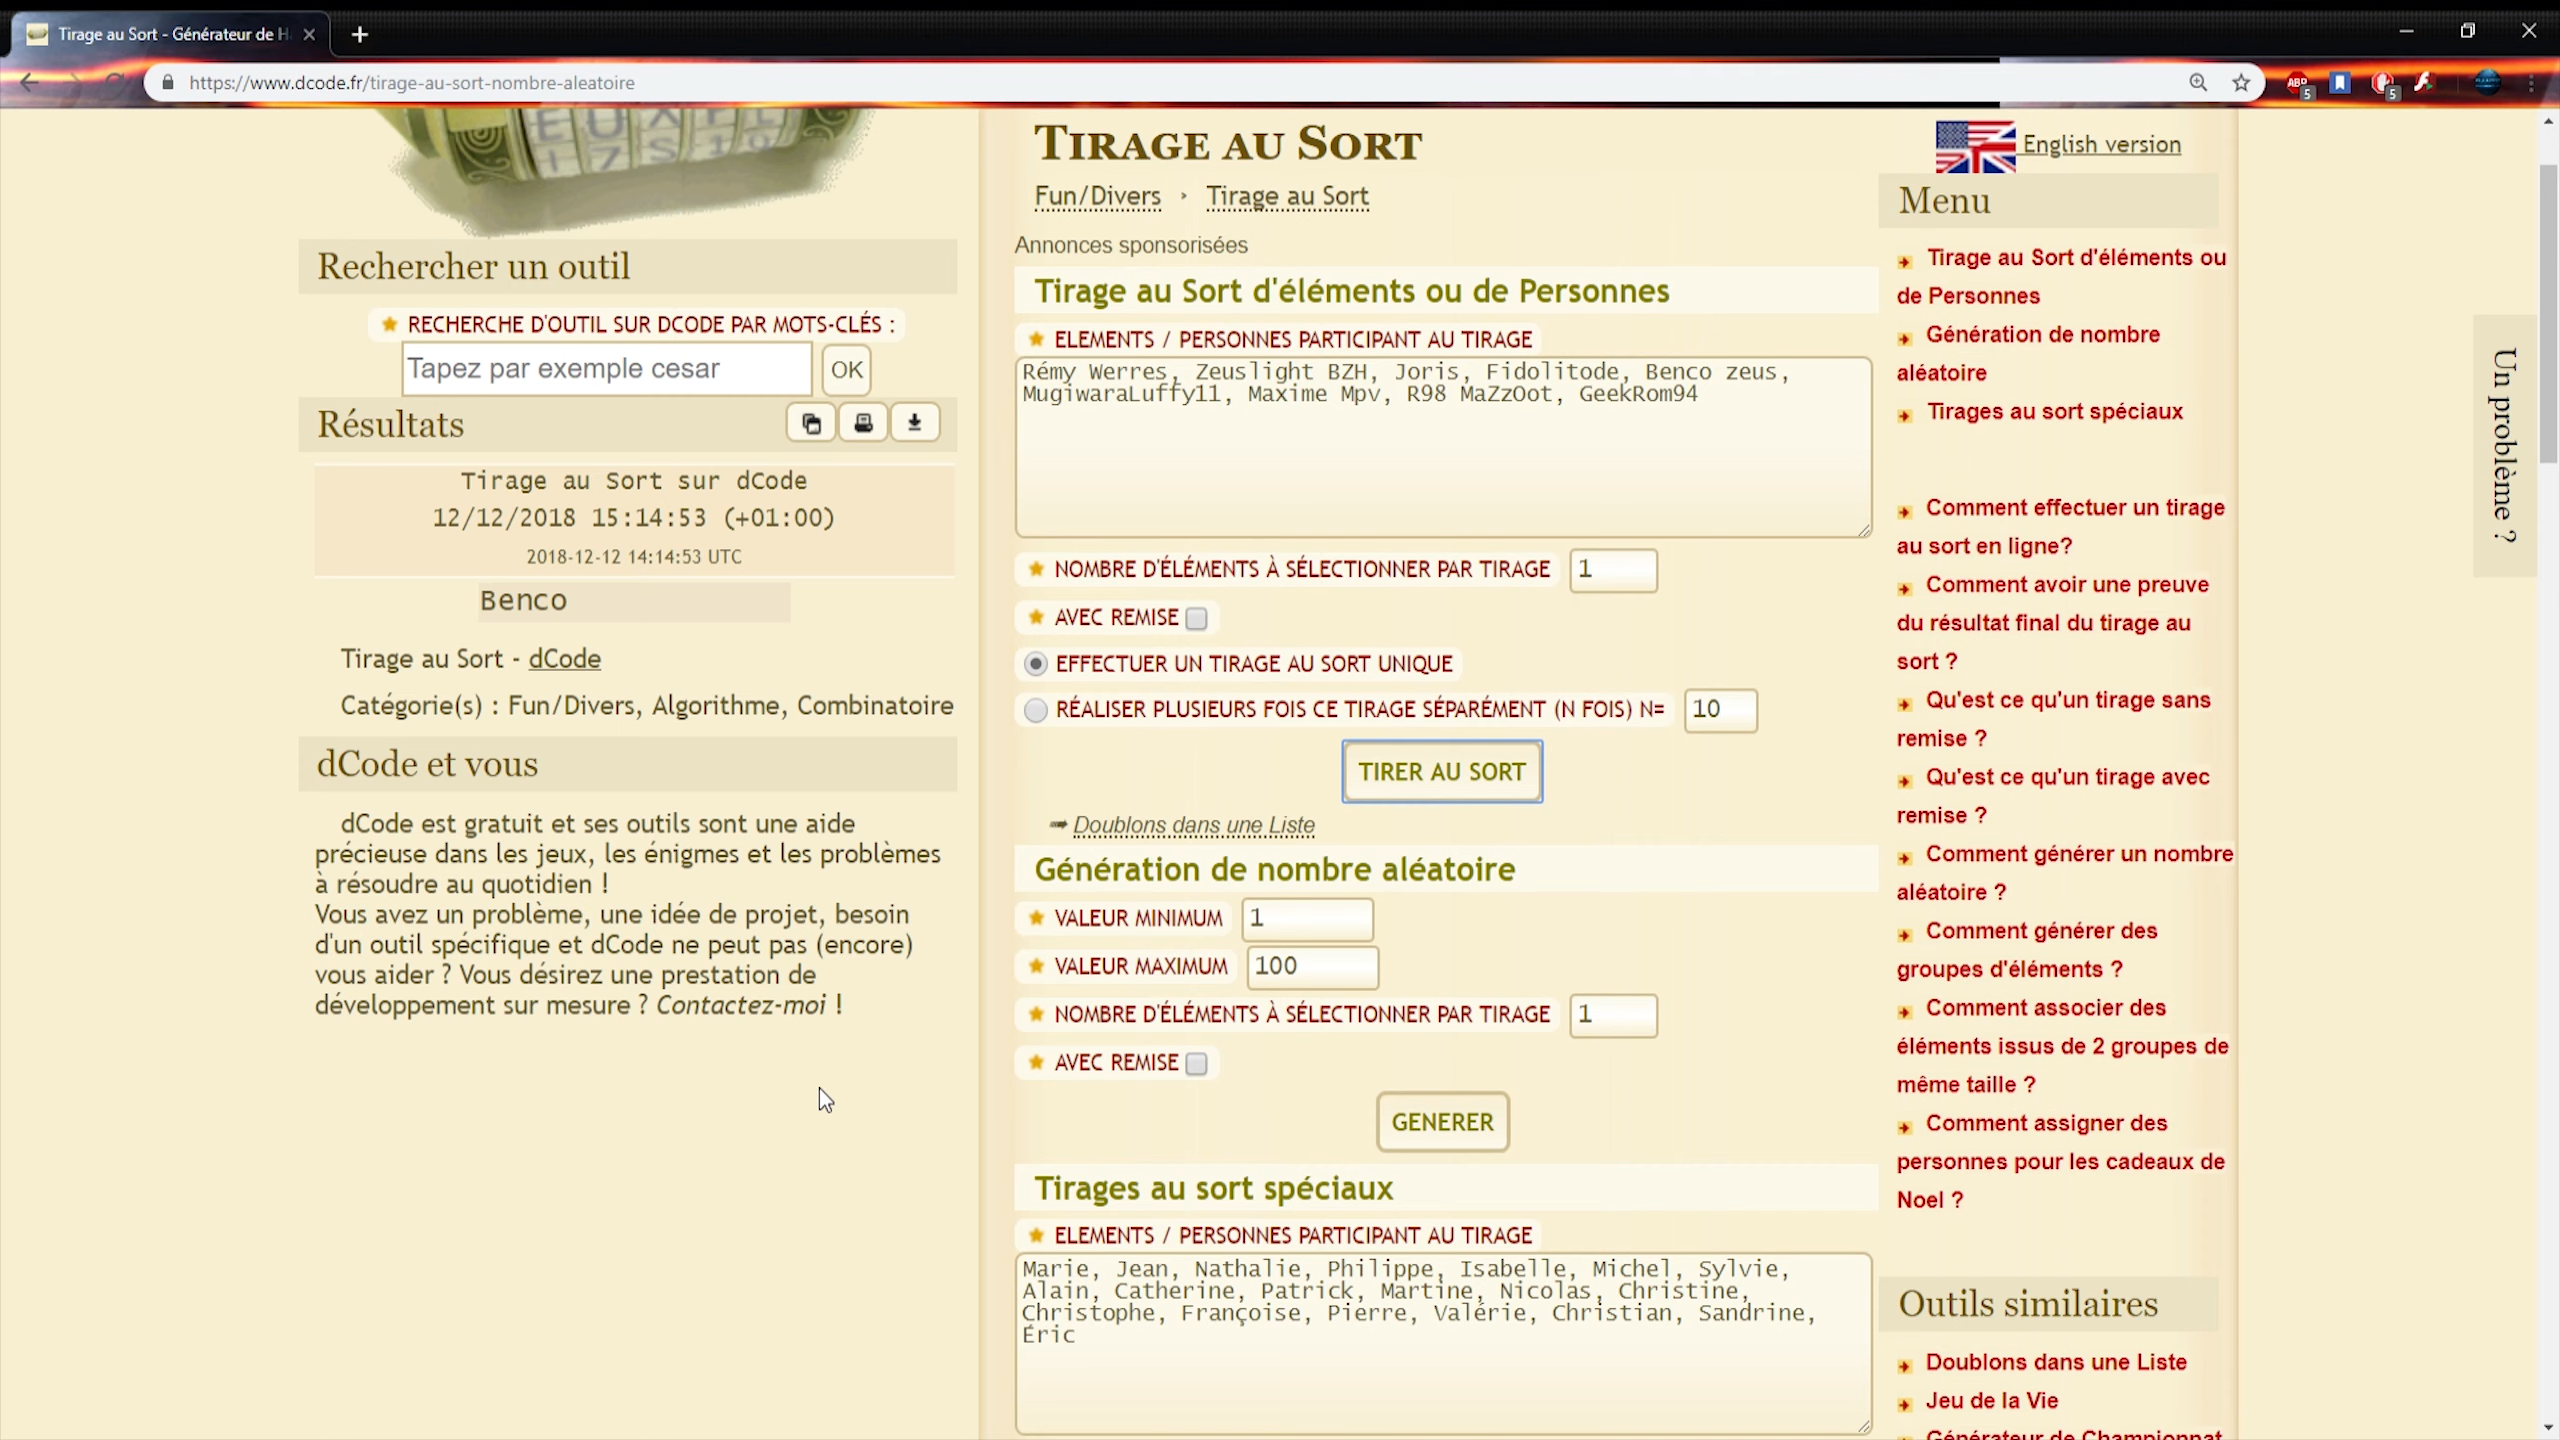 Tirage au Sort - Générateur de H
https://www.dcode.fr/tirage-au-sort-nombre-aleatoire
ABP
5
5
EUXFL
I7S10
Rechercher un outil
RECHERCHE D'OUTIL SUR DCODE PAR MOTS-CLÉS :
Tapez par exemple cesar
OK
Résultats
Tirage au Sort sur dCode
12/12/2018 15:14:53 (+01:00)
2018-12-12 14:14:53 UTC
Benco
Tirage au Sort - dCode
Catégorie(s) : Fun/Divers, Algorithme, Combinatoire
dCode et vous
dCode est gratuit et ses outils sont une aide
précieuse dans les jeux, les énigmes et les problèmes
à résoudre au quotidien !
Vous avez un problème, une idée de projet, besoin
d'un outil spécifique et dCode ne peut pas (encore)
vous aider ? Vous désirez une prestation de
développement sur mesure ? Contactez-moi !
TIRAGE AU SORT
Fun/Divers
Tirage au Sort
Annonces sponsorisées
Tirage au Sort d'éléments ou de Personnes
ELEMENTS / PERSONNES PARTICIPANT AU TIRAGE
Rémy Werres, Zeuslight BZH, Joris, Fidolitode, Benco zeus,
MugiwaraLuffy11, Maxime Mpv, R98 MaZzOot, GeekRom94
NOMBRE D'ÉLÉMENTS À SÉLECTIONNER PAR TIRAGE 1
AVEC REMISE
EFFECTUER UN TIRAGE AU SORT UNIQUE
RÉALISER PLUSIEURS FOIS CE TIRAGE SÉPARÉMENT (N FOIS) N= 10
TIRER AU SORT
Doublons dans une Liste
Génération de nombre aléatoire
VALEUR MINIMUM 1
VALEUR MAXIMUM 100
NOMBRE D'ÉLÉMENTS À SÉLECTIONNER PAR TIRAGE 1
AVEC REMISE
GENERER
Tirages au sort spéciaux
ELEMENTS / PERSONNES PARTICIPANT AU TIRAGE
Marie, Jean, Nathalie, Philippe, Isabelle, Michel, Sylvie,
Alain, Catherine, Patrick, Martine, Nicolas, Christine,
Christophe, Françoise, Pierre, Valérie, Christian, Sandrine,
Éric
English version
Menu
Tirage au Sort d'éléments ou
de Personnes
Génération de nombre
aléatoire
Tirages au sort spéciaux
Comment effectuer un tirage
au sort en ligne?
Comment avoir une preuve
du résultat final du tirage au
sort ?
Qu'est ce qu'un tirage sans
remise ?
Qu'est ce qu'un tirage avec
remise ?
Comment générer un nombre
aléatoire ?
Comment générer des
groupes d'éléments ?
Comment associer des
éléments issus de 2 groupes de
même taille ?
Comment assigner des
personnes pour les cadeaux de
Noel ?
Outils similaires
Doublons dans une Liste
Jeu de la Vie
Générateur de Championnat
Un problème ?